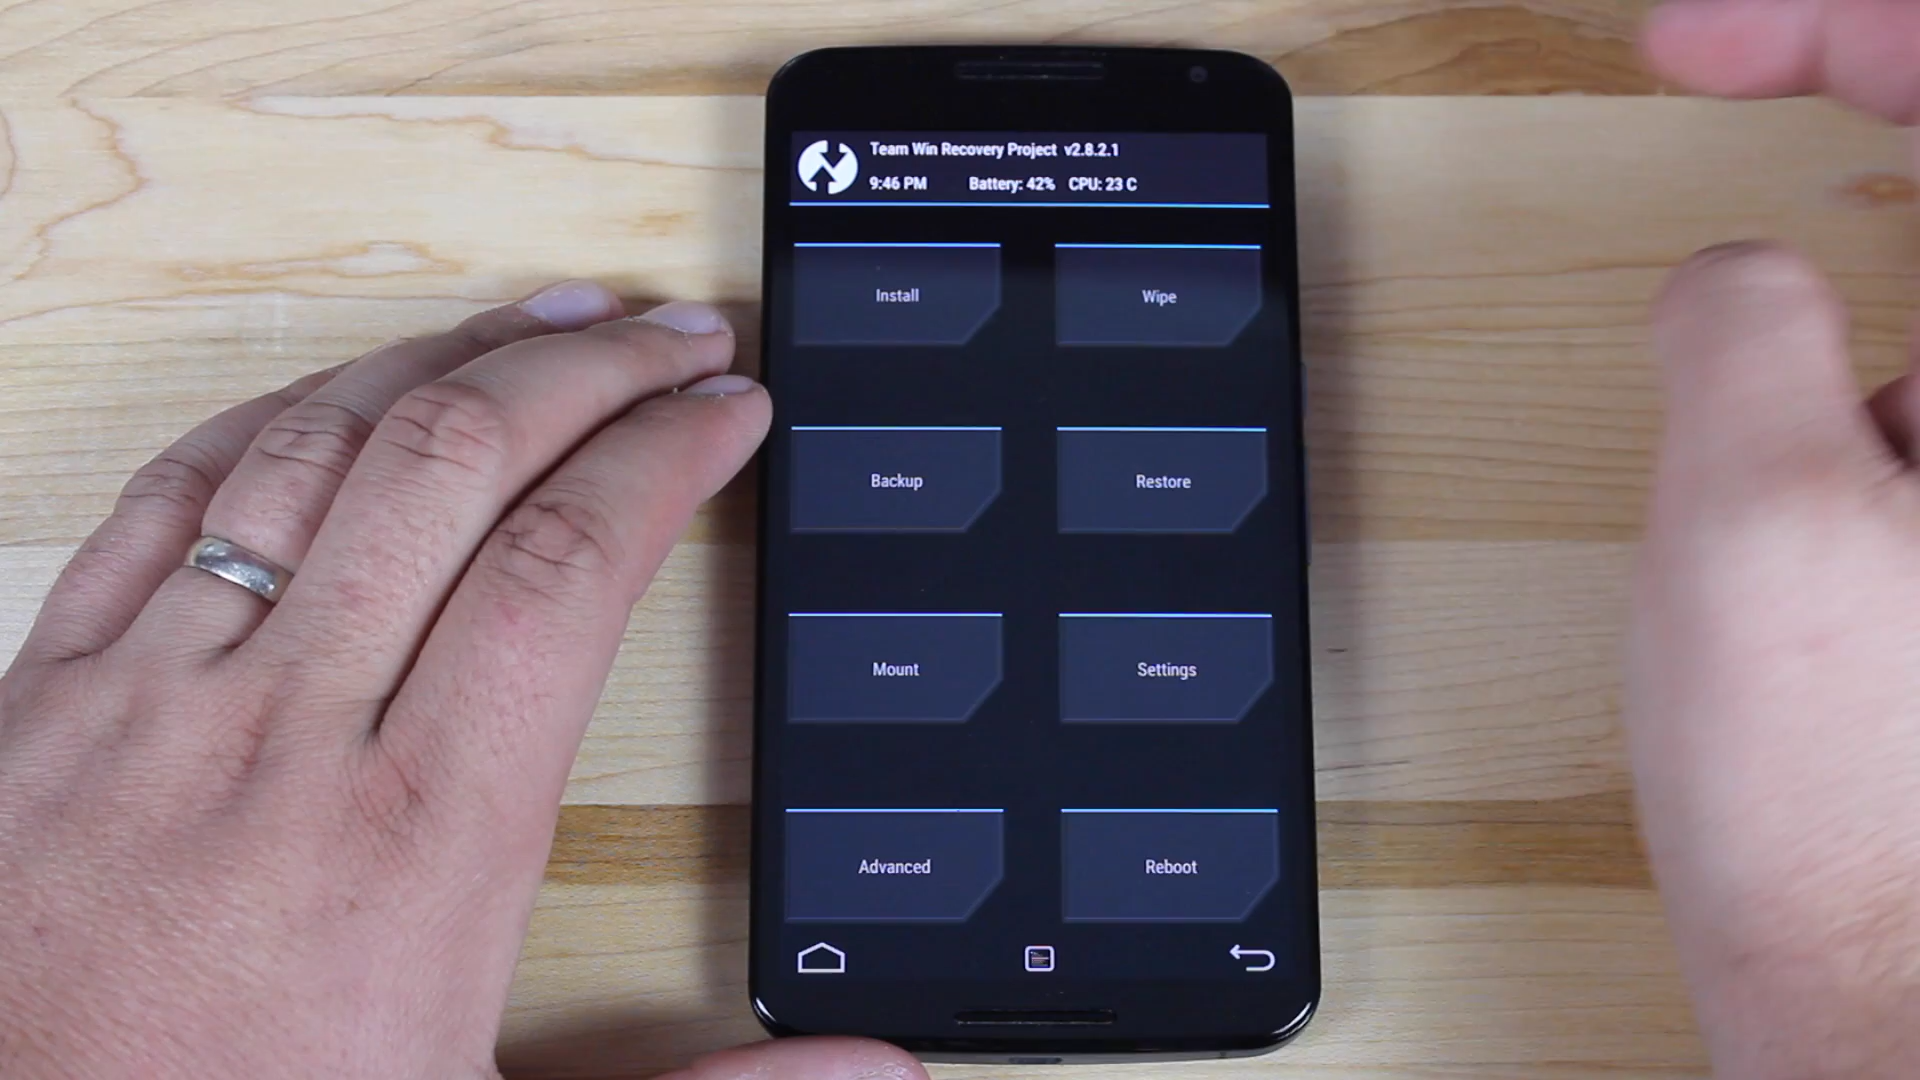 Team Win Recovery Project v2.8.2.1
9:46 PM Battery: 42% CPU: 23 C
Install
Wipe
Backup
Restore
Mount
Settings
Advanced
Reboot